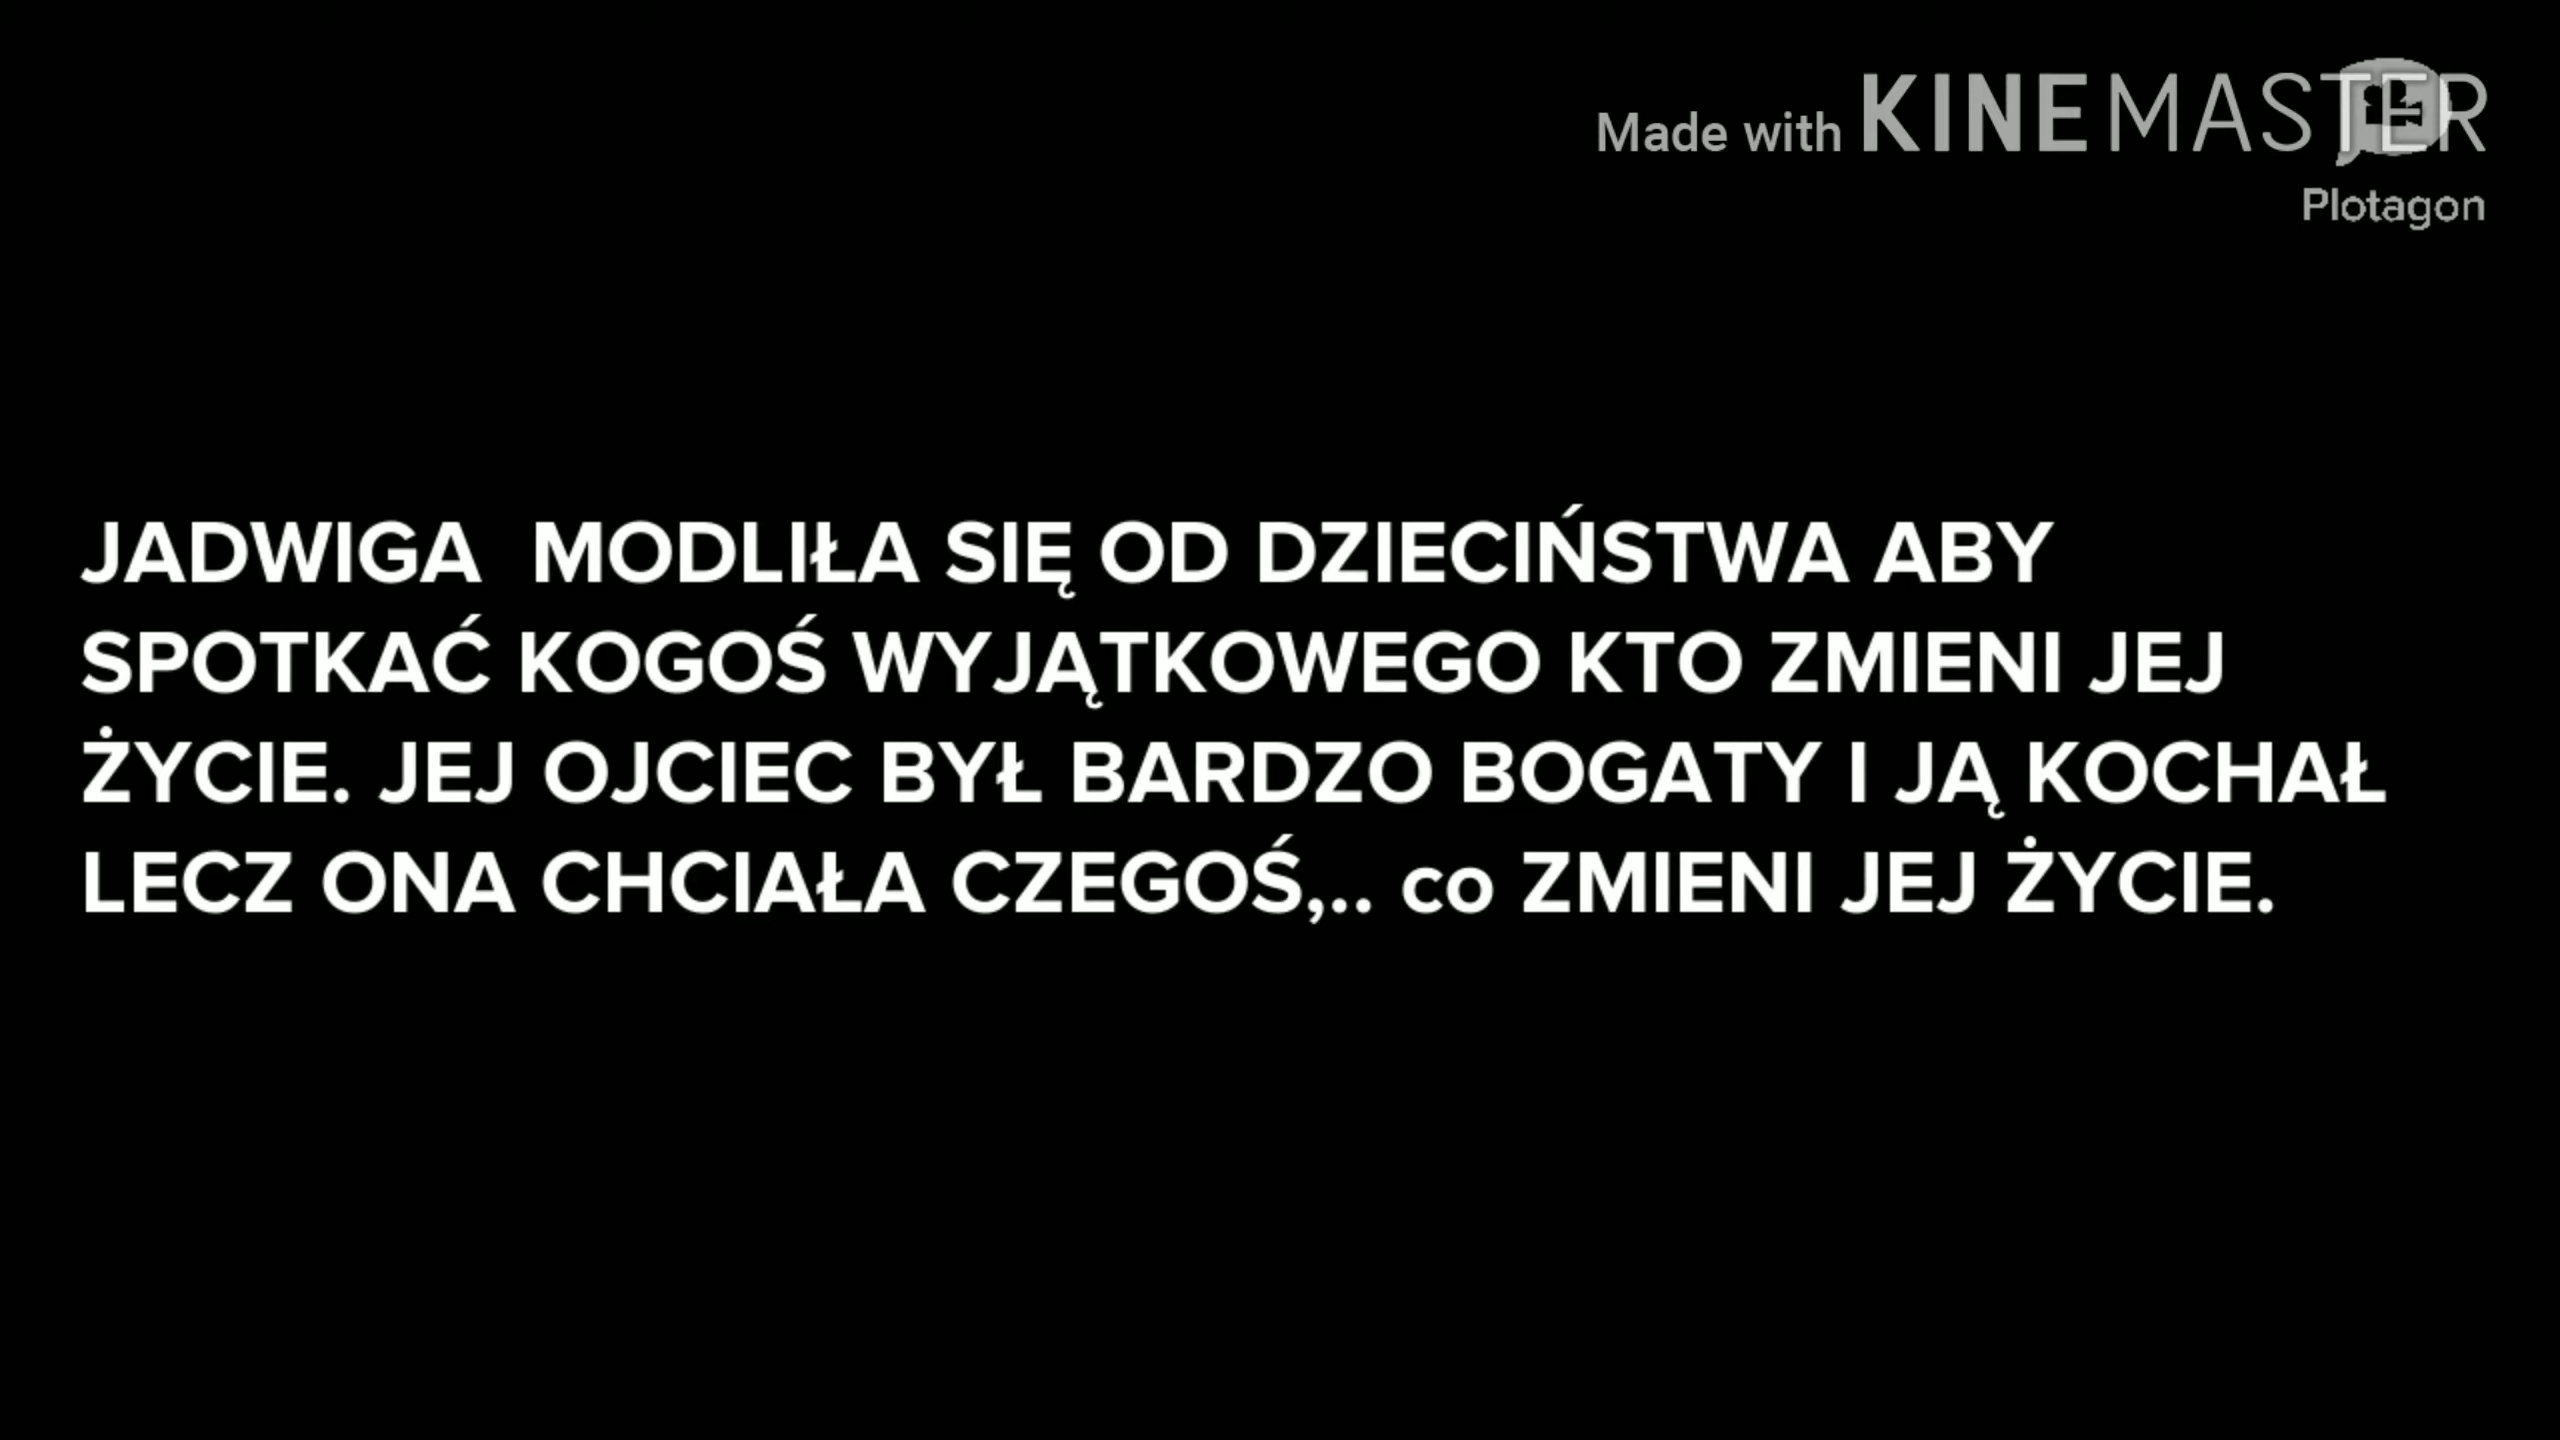 Made with KINEMASTER
Plotagon
JADWIGA  MODLIŁA SIĘ OD DZIECIŃSTWA ABY
SPOTKAĆ KOGOŚ WYJĄTKOWEGO KTO ZMIENI JEJ
ŻYCIE. JEJ OJCIEC BYŁ BARDZO BOGATY I JĄ KOCHAŁ
LECZ ONA CHCIAŁA CZEGOŚ,.. co ZMIENI JEJ ŻYCIE.